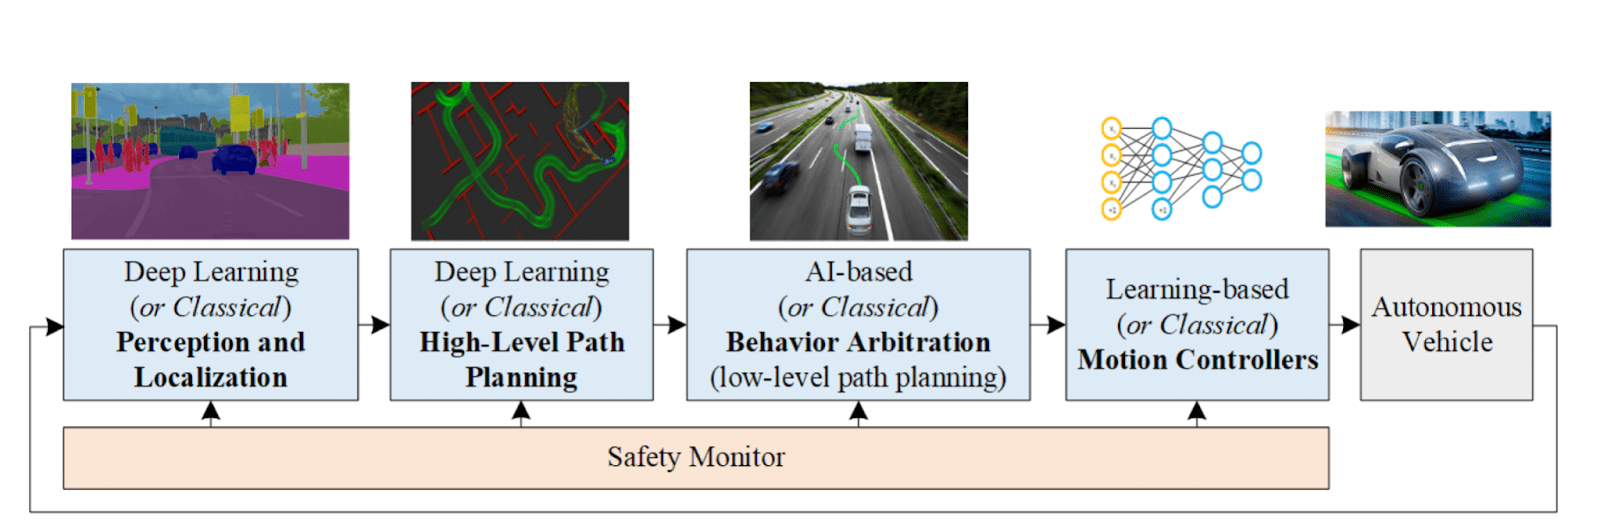 Deep Learning
(or Classical)
Perception and
Localization
Deep Learning
(or Classical)
High-Level Path
Planning
AI-based
(or Classical)
Behavior Arbitration
(low-level path planning)
Learning-based
(or Classical)
Motion Controllers
Autonomous
Vehicle
Safety Monitor